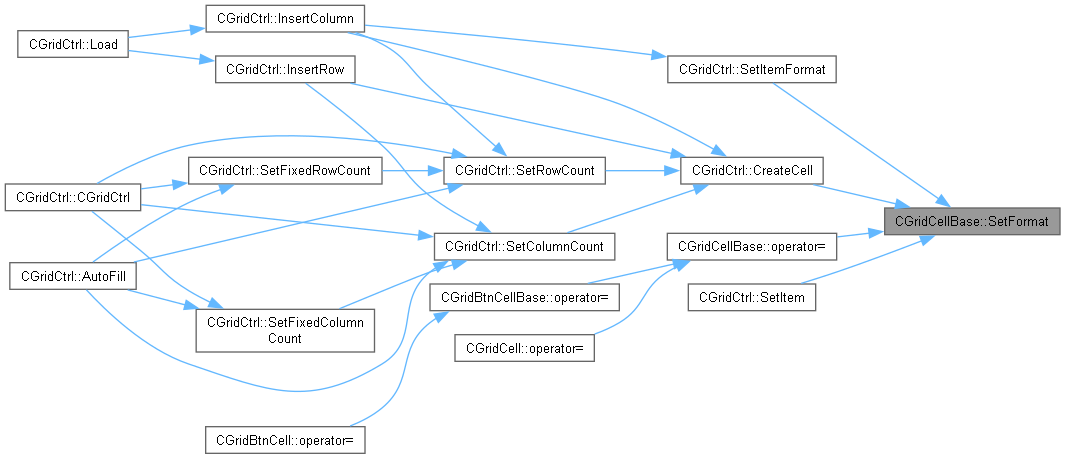 CGridCtrl::InsertColumn
CGridCtrl::Load
CGridCtrl::InsertRow
CGridCtrl::SetItemFormat
CGridCtrl::SetFixedRowCount
CGridCtrl::SetRowCount
CGridCtrl::CreateCell
CGridCtrl::CGridCtrl
CGridCellBase::SetFormat
CGridCtrl::SetColumnCount
CGridCellBase::operator=
CGridCtrl::AutoFill
CGridBtnCellBase::operator=
CGridCtrl::SetItem
CGridCtrl::SetFixedColumn
Count
CGridCell::operator=
CGridBtnCell::operator=